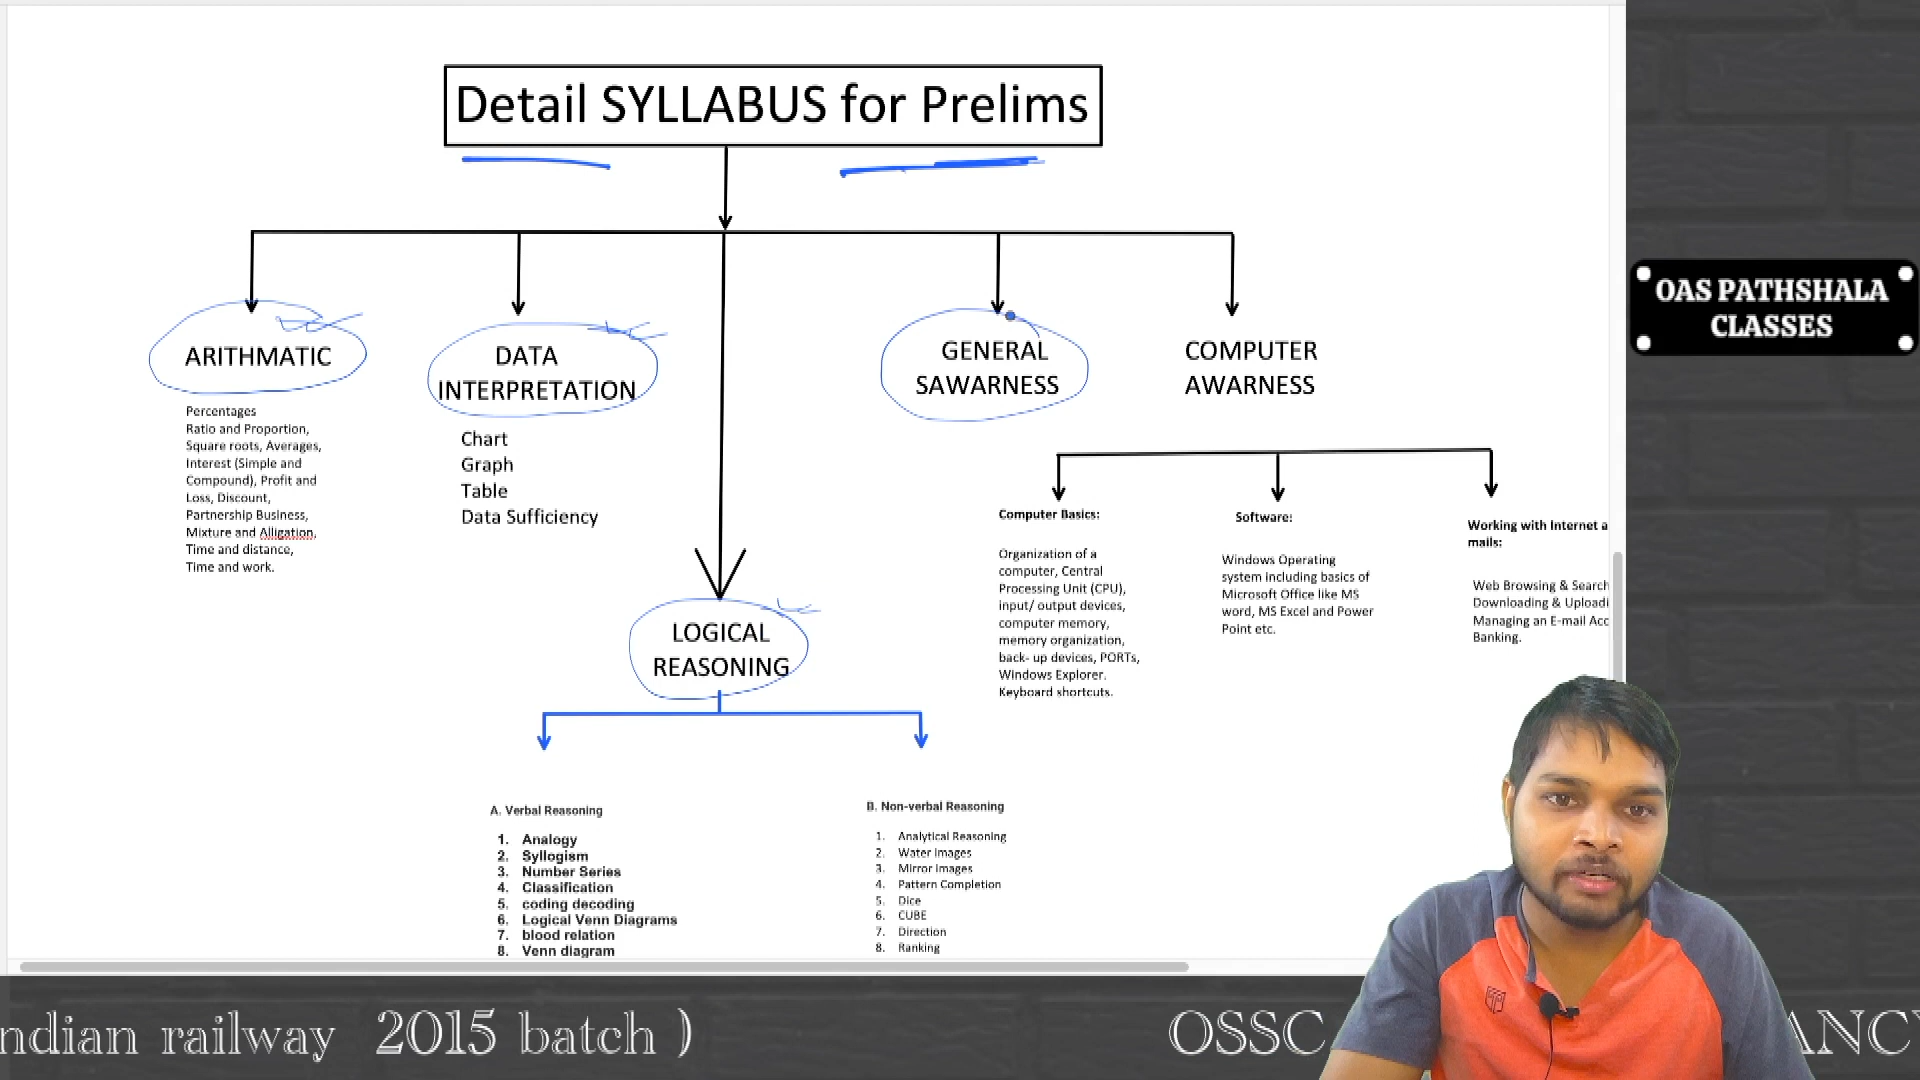 Detail SYLLABUS for Prelims
OAS PATHSHALA
CLASSES
ARITHMATIC
Percentages
Ratio and Proportion,
Square roots, Averages,
Interest (Simple and
Compound), Profit and
Loss, Discount,
Partnership Business,
Mixture and Alligation,
Time and distance,
Time and work.
DATA
INTERPRETATION
Chart
Graph
Table
Data Sufficiency
GENERAL
SAWARNESS
COMPUTER
AWARNESS
Computer Basics:
Organization of a
computer, Central
Processing Unit (CPU),
input/ output devices,
computer memory,
memory organization,
back- up devices, PORTs,
Windows Explorer.
Keyboard shortcuts.
Software:
Windows Operating
system including basics of
Microsoft Office like MS
word, MS Excel and Power
Point etc.
Working with Internet a
mails:
Web Browsing & Search
Downloading & Uploadi
Managing an E-mail Acc
Banking.
LOGICAL
REASONING
A. Verbal Reasoning
1. Analogy
2. Syllogism
3. Number Series
4. Classification
5. coding decoding
6. Logical Venn Diagrams
7. blood relation
8. Venn diagram
B. Non-verbal Reasoning
1. Analytical Reasoning
2. Water Images
3. Mirror Images
4. Pattern Completion
5. Dice
6. CUBE
7. Direction
8. Ranking
ndian railway 2015 batch ) OSSC ANC